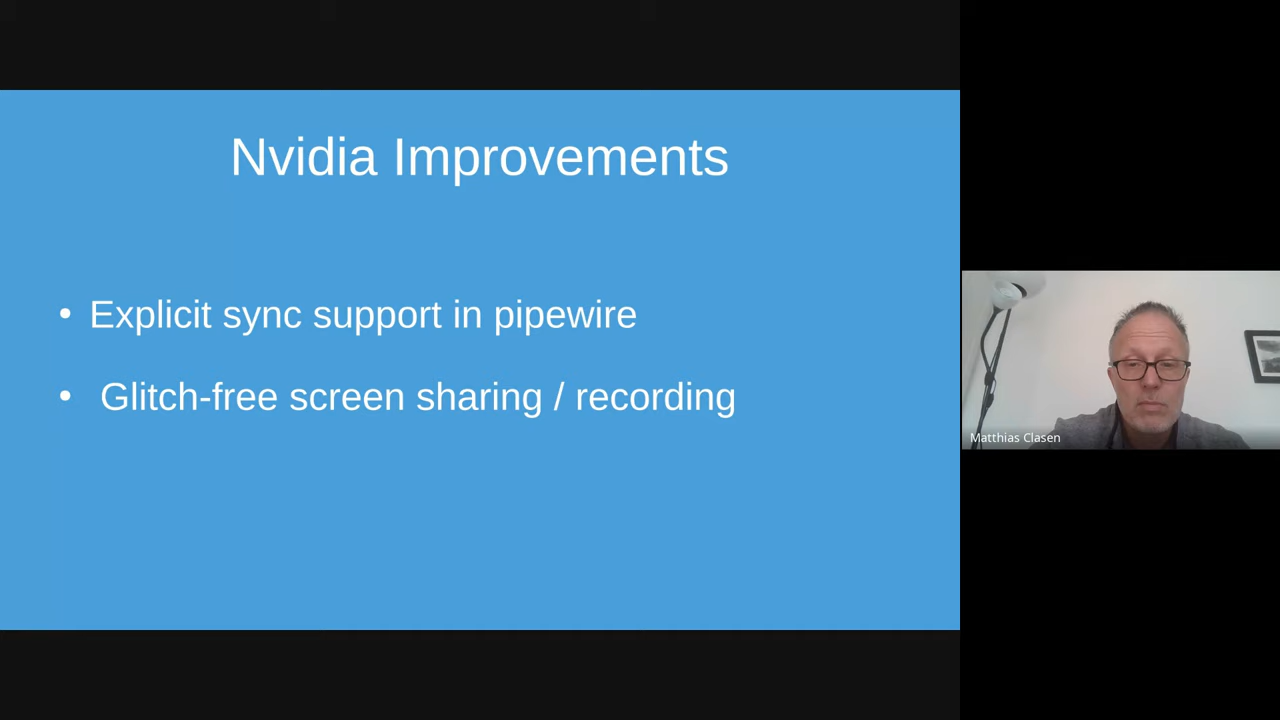 Nvidia Improvements
• Explicit sync support in pipewire
• Glitch-free screen sharing / recording
Matthias Clasen